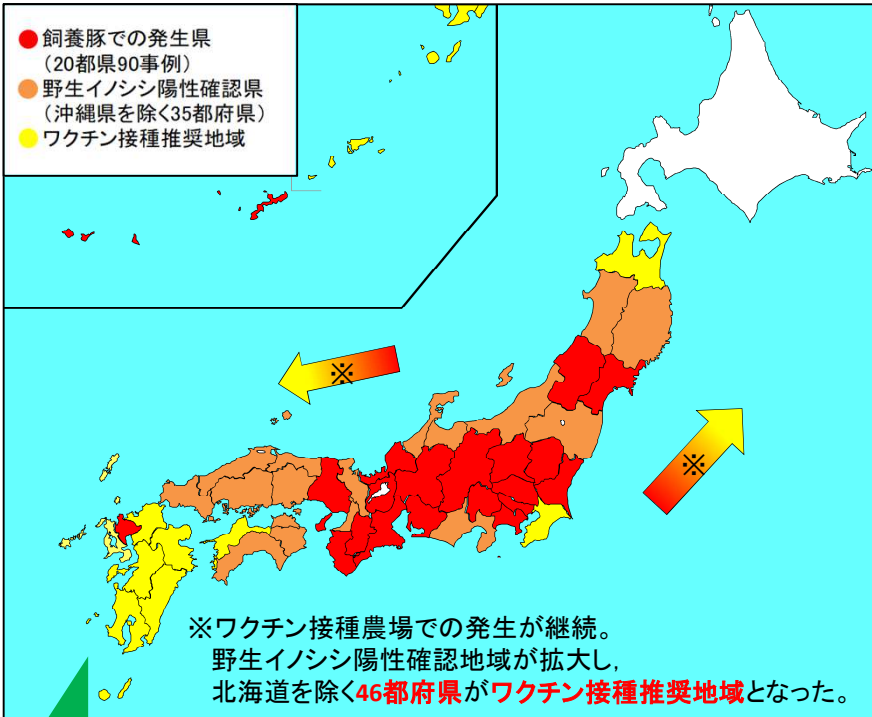 飼養豚での発生県
(20都県90事例)
野生イノシシ陽性確認県
(沖縄県を除く35都府県)
ワクチン接種推奨地域
※
※
※ワクチン接種農場での発生が継続。
野生イノシシ陽性確認地域が拡大し,
北海道を除く46都府県がワクチン接種推奨地域となった。